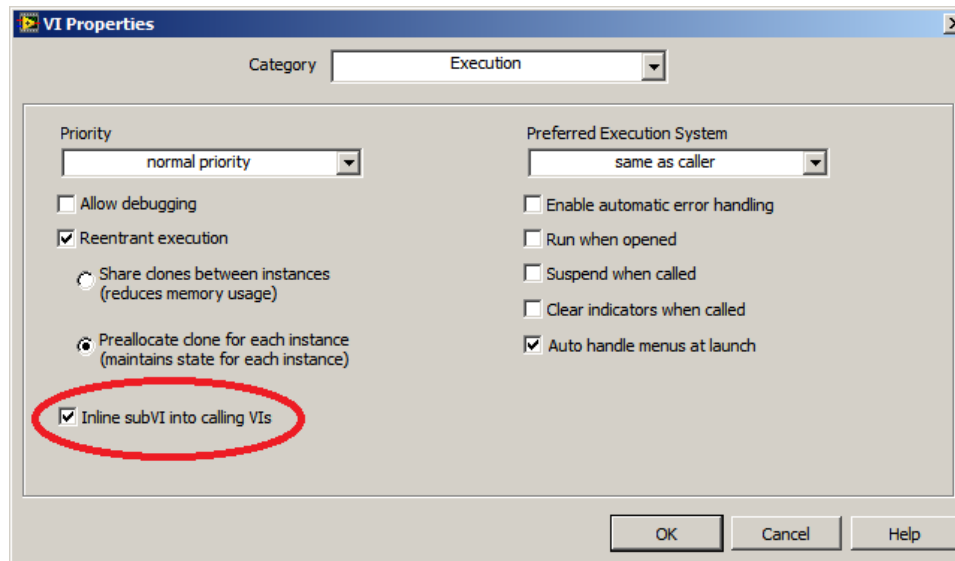 VI Properties
Category
Execution
Priority
normal priority
Allow debugging
Reentrant execution
Share clones between instances
(reduces memory usage)
Preallocate clone for each instance
(maintains state for each instance)
Inline subVI into calling VIs
Preferred Execution System
same as caller
Enable automatic error handling
Run when opened
Suspend when called
Clear indicators when called
Auto handle menus at launch
OK
Cancel
Help